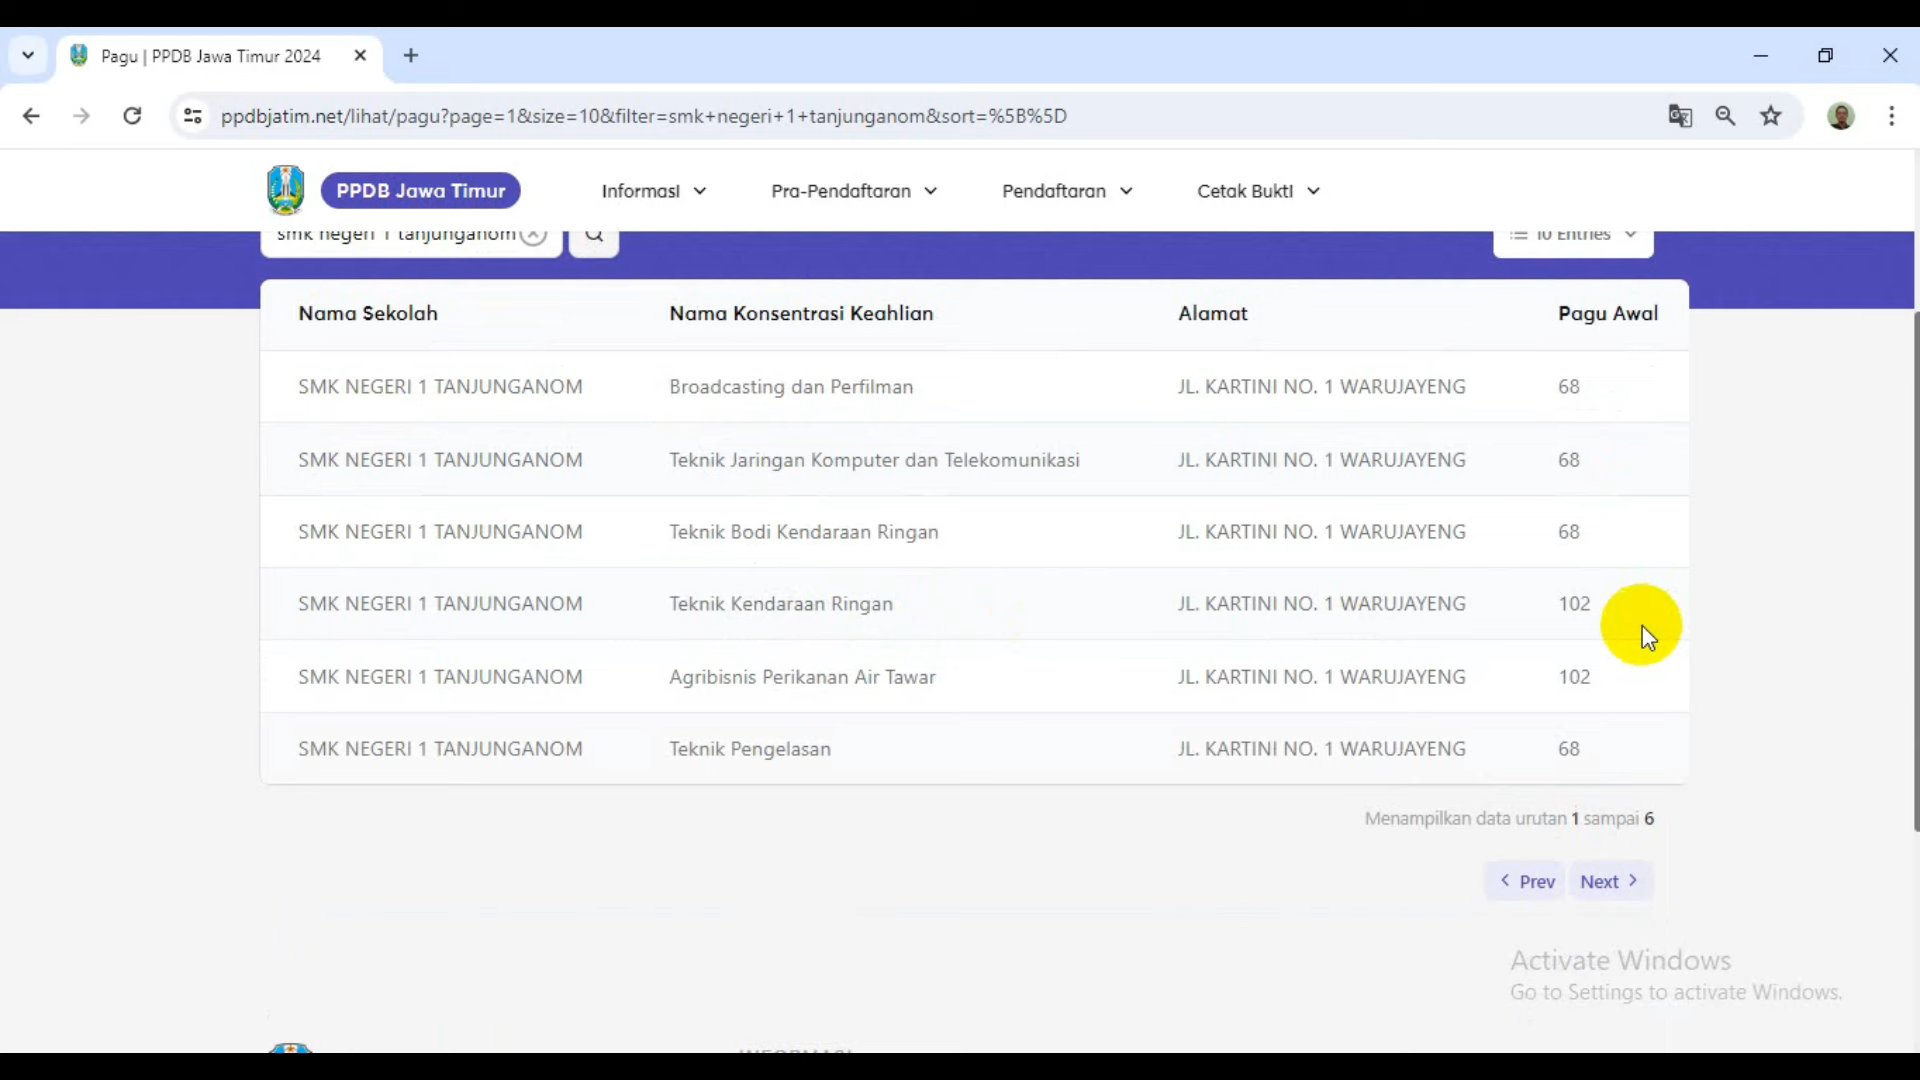 Pagu | PPDB Jawa Timur 2024
ppdbjatim.net/lihat/pagu?page=1&size=10&filter=smk+negeri+1+tanjunganom&sort=%5B%5D
PPDB Jawa Timur Informasi Pra-Pendaftaran Pendaftaran Cetak Bukti
smk negeri 1 tanjunganom 10 Entries
Nama Sekolah Nama Konsentrasi Keahlian Alamat Pagu Awal
SMK NEGERI 1 TANJUNGANOM Broadcasting dan Perfilman JL. KARTINI NO. 1 WARUJAYENG 68
SMK NEGERI 1 TANJUNGANOM Teknik Jaringan Komputer dan Telekomunikasi JL. KARTINI NO. 1 WARUJAYENG 68
SMK NEGERI 1 TANJUNGANOM Teknik Bodi Kendaraan Ringan JL. KARTINI NO. 1 WARUJAYENG 68
SMK NEGERI 1 TANJUNGANOM Teknik Kendaraan Ringan JL. KARTINI NO. 1 WARUJAYENG 102
SMK NEGERI 1 TANJUNGANOM Agribisnis Perikanan Air Tawar JL. KARTINI NO. 1 WARUJAYENG 102
SMK NEGERI 1 TANJUNGANOM Teknik Pengelasan JL. KARTINI NO. 1 WARUJAYENG 68
Menampilkan data urutan 1 sampai 6
Prev Next
Activate Windows
Go to Settings to activate Windows.